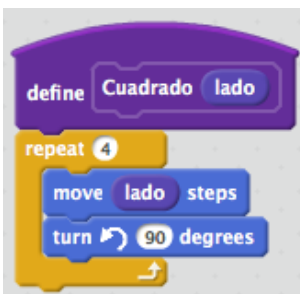 define Cuadrado lado
repeat 4
move lado steps
turn 90 degrees